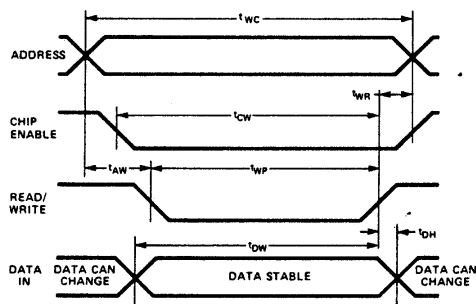 tWC
ADDRESS
tWR
CHIP
ENABLE
tCW
tAW
tWP
READ/
WRITE
tDW
tDH
DATA
IN
DATA CAN
CHANGE
DATA STABLE
DATA CAN
CHANGE